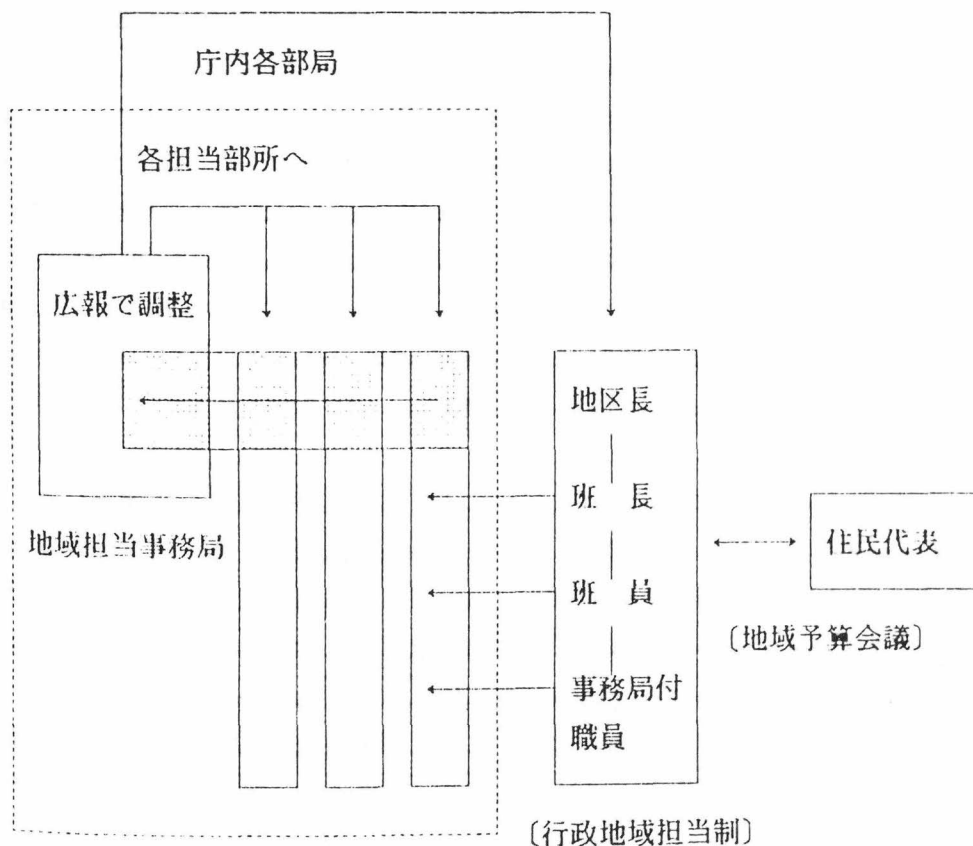 庁内各部局
各担当部所へ
広報で調整
地区長
班 長
地域担当事務局
住民代表
班 員
〔地域予算会議〕
事務局付
職員
〔行政地域担当制〕